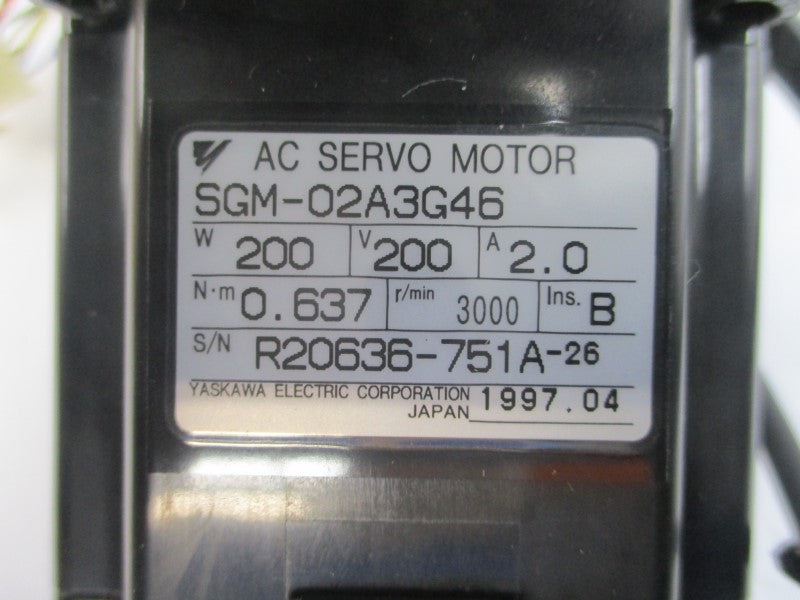 AC SERVO MOTOR
SGM-02A3G46
W 200 V 200 A 2.0
N·m 0.637 r/min 3000 Ins. B
S/N R20636-751A-26
YASKAWA ELECTRIC CORPORATION 1997.04
JAPAN